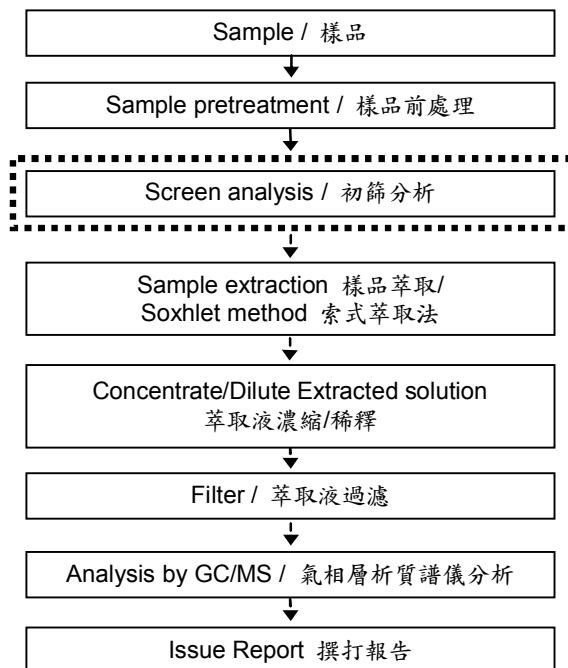 Sample / 樣品
Sample pretreatment / 樣品前處理
Screen analysis / 初篩分析
Sample extraction 樣品萃取/
Soxhlet method 索式萃取法
Concentrate/Dilute Extracted solution
萃取液濃縮/稀釋
Filter / 萃取液過濾
Analysis by GC/MS / 氣相層析質譜儀分析
Issue Report 撰打報告